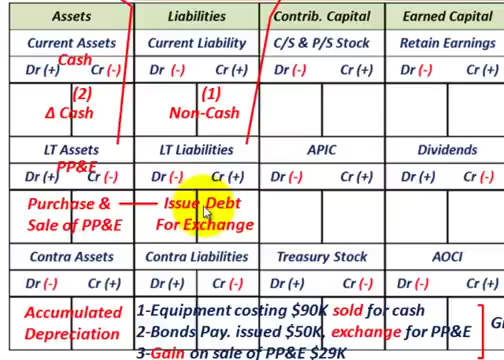 Assets Liabilities Contrib. Capital Earned Capital
Current Assets Current Liability C/S & P/S Stock Retain Earnings
Cash
Dr (+) Cr (-) Dr (-) Cr (+) Dr (-) Cr (+) Dr (-) Cr (+)
(2) (1)
Δ Cash Non-Cash
LT Assets LT Liabilities APIC Dividends
PP&E
Dr (+) Cr (-) Dr (-) Cr (+) Dr (-) Cr (+) Dr (+) Cr (-)
Purchase & Issue Debt
Sale of PP&E For Exchange
Contra Assets Contra Liabilities Treasury Stock AOCI
Dr (-) Cr (+) Dr (+) Cr (-) Dr (+) Cr (-) Dr (-) Cr (+)
Accumulated 1-Equipment costing $90K sold for cash
Depreciation 2-Bonds Pay. issued $50K, exchange for PP&E
3-Gain on sale of PP&E $29K